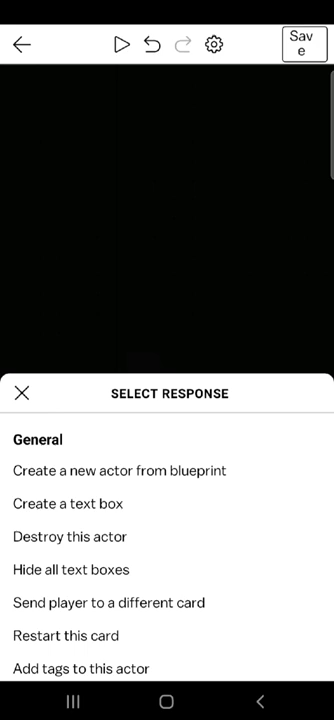 Sav
e
SELECT RESPONSE
General
Create a new actor from blueprint
Create a text box
Destroy this actor
Hide all text boxes
Send player to a different card
Restart this card
Add tags to this actor